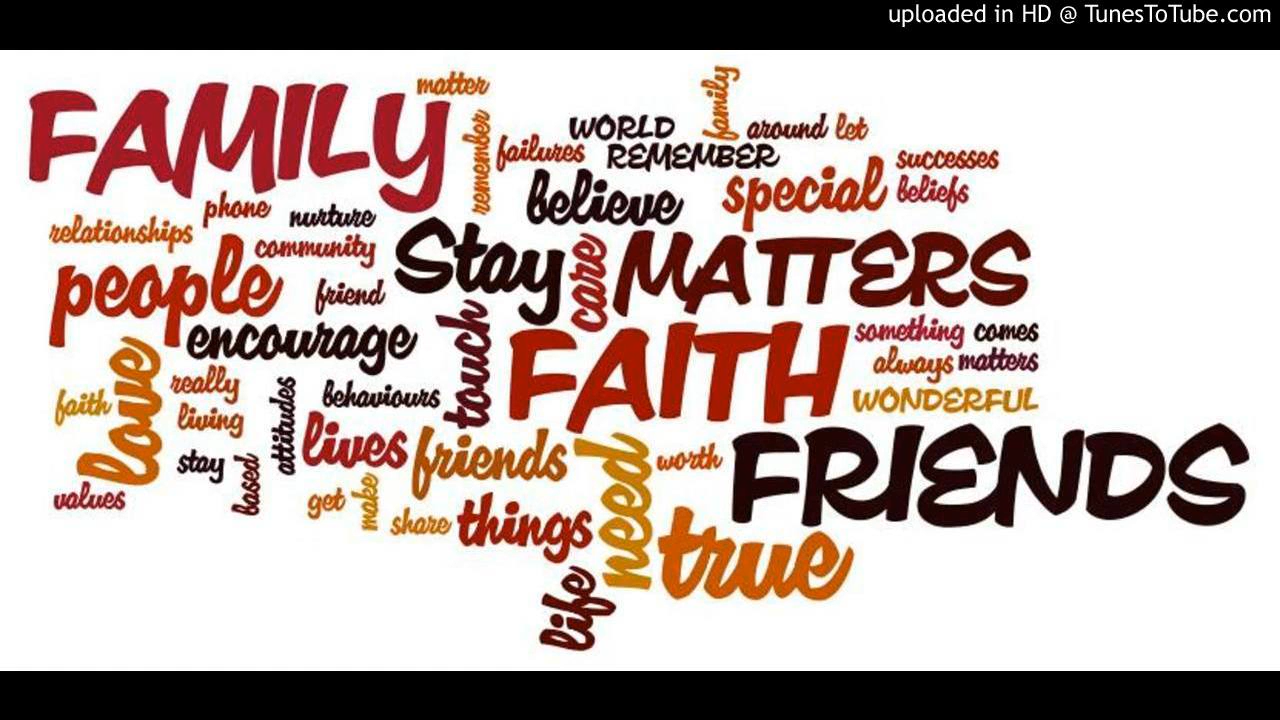 uploaded in HD @ TunesToTube.com
FAMILY
matter
remember
failures
WORLD
REMEMBER
family
around
let
successes
beliefs
believe
special
phone
nurture
relationships
community
people
friend
Stay
care
MATTERS
encourage
touch
FAITH
something
comes
always
matters
WONDERFUL
love
faith
really
living
attitudes
behaviours
lives
friends
need
worth
FRIENDS
stay
based
values
get
make
share
things
true
life